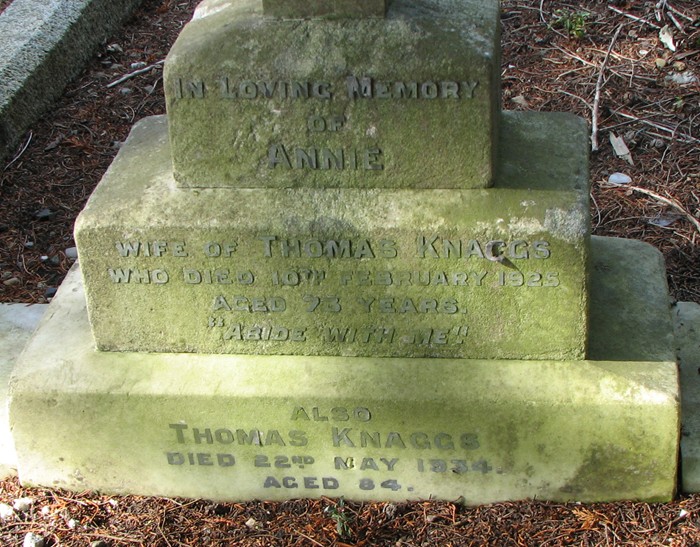 IN LOVING MEMORY
OF
ANNIE
WIFE OF THOMAS KNAGGS
WHO DIED 10TH FEBRUARY 1925
AGED 73 YEARS.
"ABIDE WITH ME"
ALSO
THOMAS KNAGGS
DIED 22ND MAY 1934.
AGED 84.